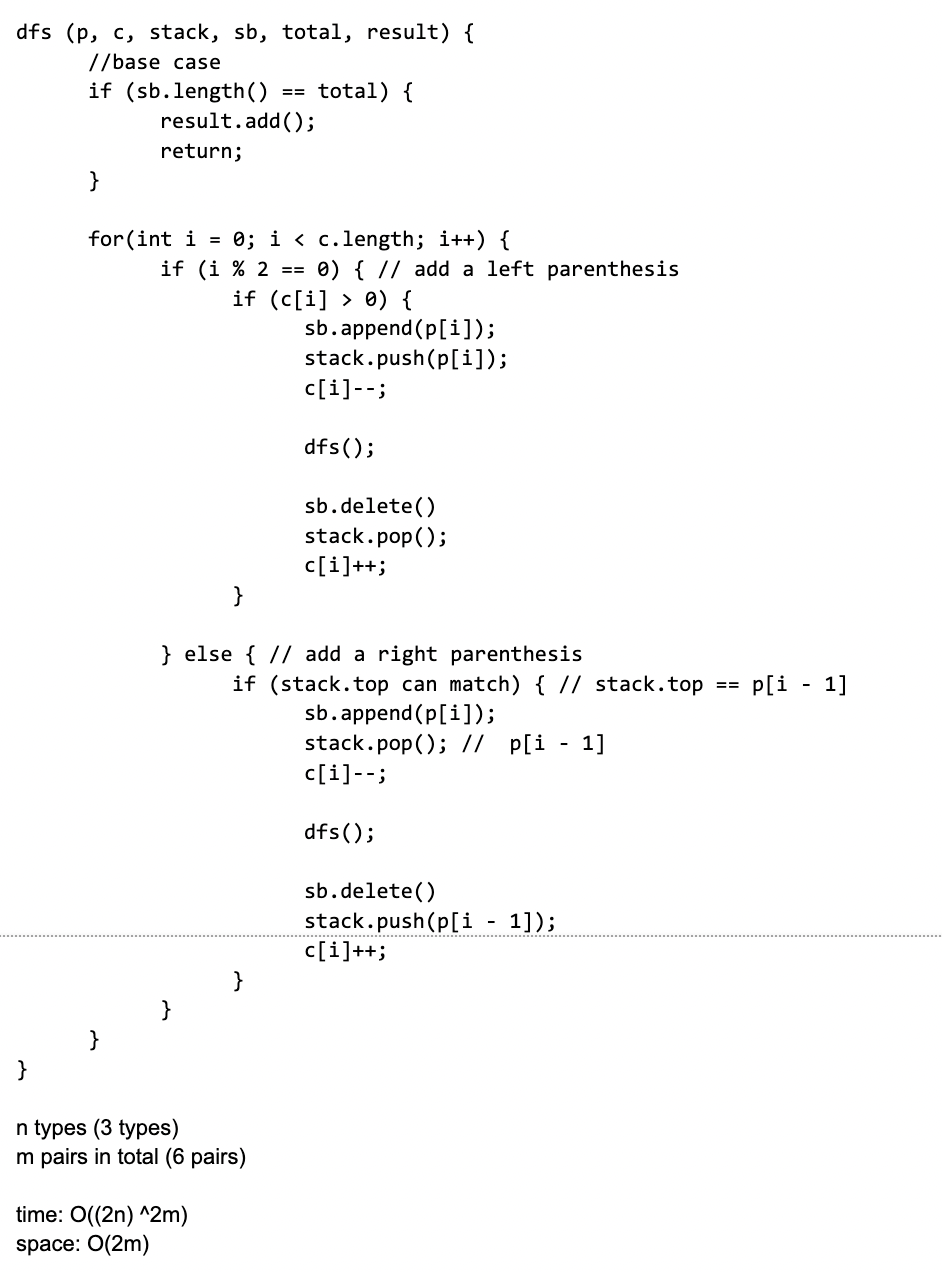 dfs (p, c, stack, sb, total, result) {
//base case
if (sb.length() == total) {
result.add();
return;
}
for(int i = 0; i < c.length; i++) {
if (i % 2 == 0) { // add a left parenthesis
if (c[i] > 0) {
sb.append(p[i]);
stack.push(p[i]);
c[i]--;
dfs();
sb.delete()
stack.pop();
c[i]++;
}
} else { // add a right parenthesis
if (stack.top can match) { // stack.top == p[i - 1]
sb.append(p[i]);
stack.pop(); //  p[i - 1]
c[i]--;
dfs();
sb.delete()
stack.push(p[i - 1]);
c[i]++;
}
}
}
}
n types (3 types)
m pairs in total (6 pairs)
time: O((2n) ^2m)
space: O(2m)